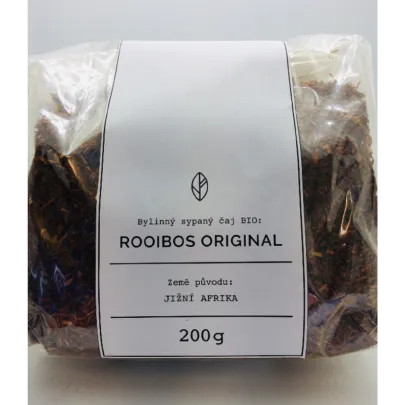 Bylinný sypaný čaj BIO:
ROOIBOS ORIGINAL
Země původu:
JIŽNÍ AFRIKA
200g